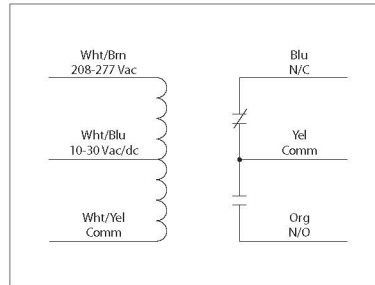 Wht/Brn
208-277 Vac
Wht/Blu
10-30 Vac/dc
Wht/Yel
Comm
Blu
N/C
Yel
Comm
Org
N/O